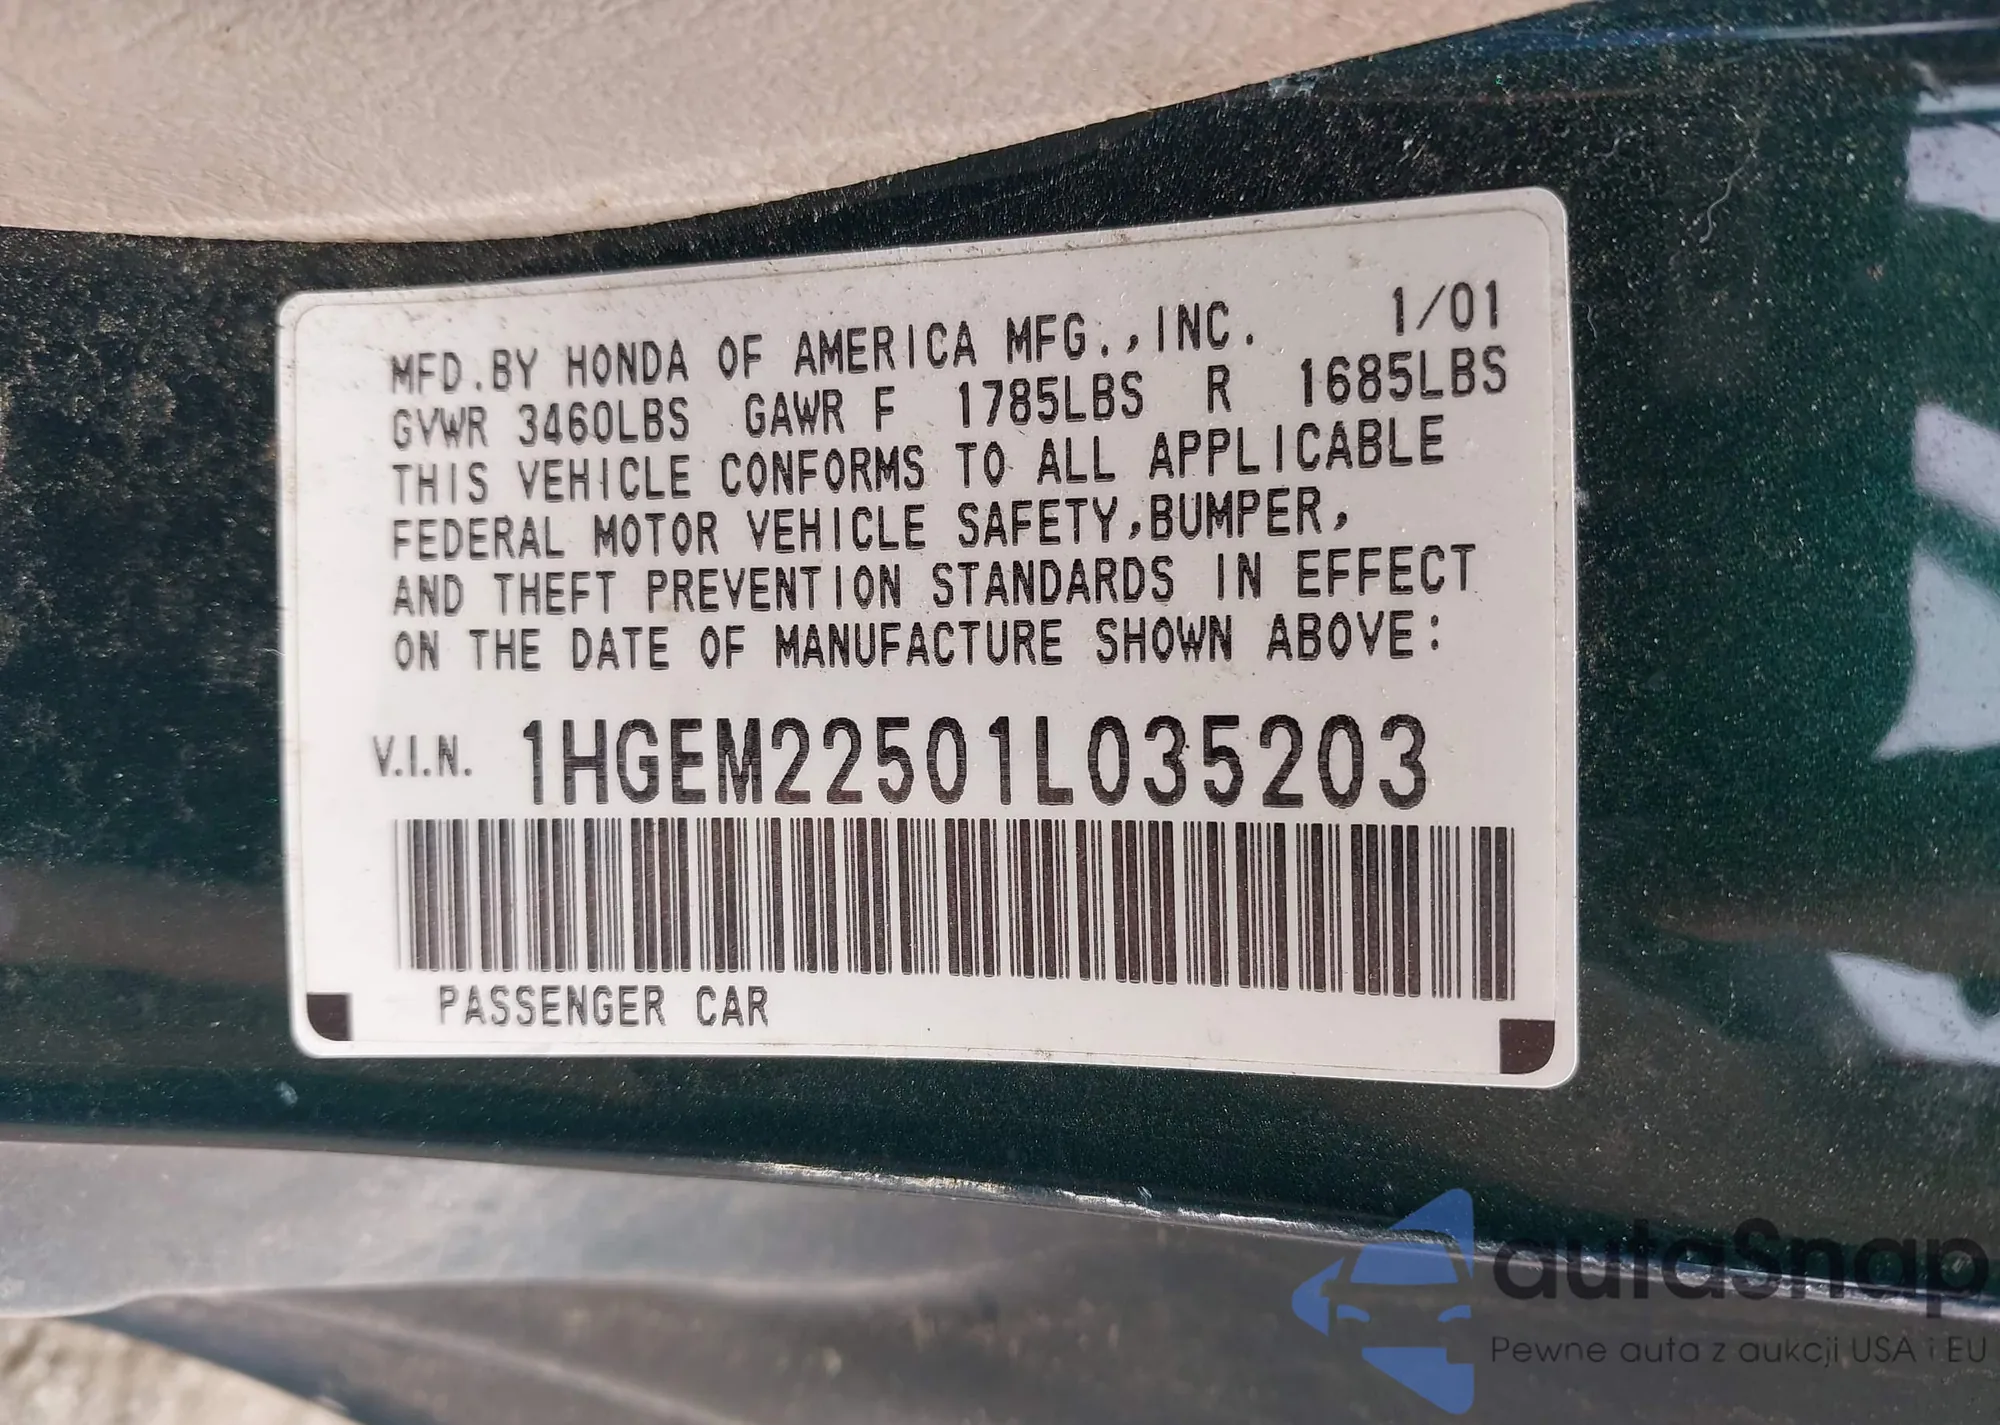 MFD.BY HONDA OF AMERICA MFG.,INC. 1/01
GVWR 3460LBS GAWR F 1785LBS R 1685LBS
THIS VEHICLE CONFORMS TO ALL APPLICABLE
FEDERAL MOTOR VEHICLE SAFETY,BUMPER,
AND THEFT PREVENTION STANDARDS IN EFFECT
ON THE DATE OF MANUFACTURE SHOWN ABOVE:
V.I.N. 1HGEM22501L035203
PASSENGER CAR
autaSnap
Pewne auta z aukcji USA i EU